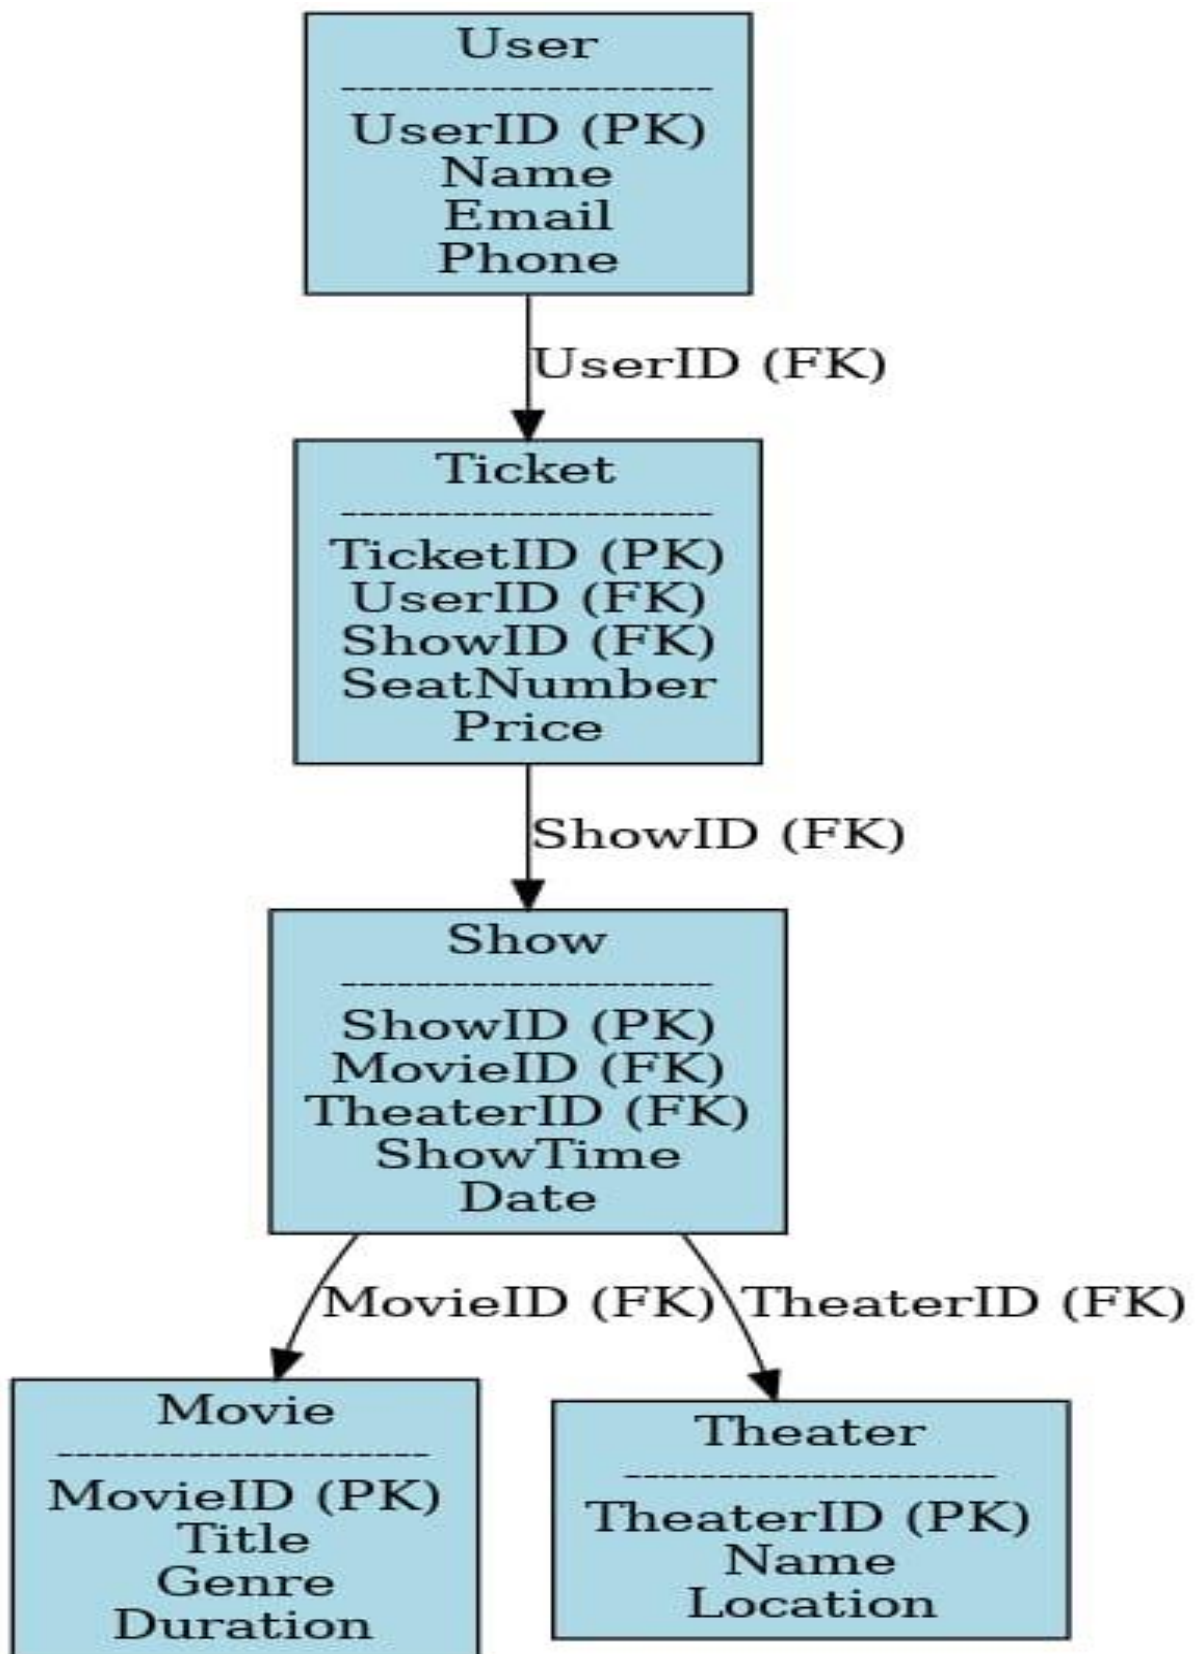 User
---------------------
UserID (PK)
Name
Email
Phone
UserID (FK)
Ticket
---------------------
TicketID (PK)
UserID (FK)
ShowID (FK)
SeatNumber
Price
ShowID (FK)
Show
---------------------
ShowID (PK)
MovieID (FK)
TheaterID (FK)
ShowTime
Date
MovieID (FK)
TheaterID (FK)
Movie
---------------------
MovieID (PK)
Title
Genre
Duration
Theater
---------------------
TheaterID (PK)
Name
Location